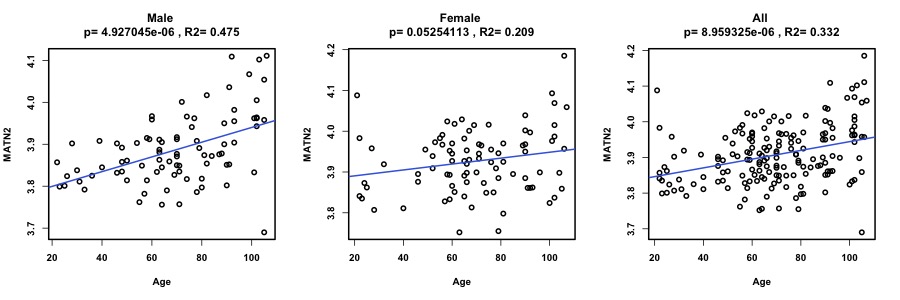 Male
p= 4.927045e-06 , R2= 0.475
MATN2
4.1
4.0
3.9
3.8
3.7
20 40 60 80 100
Age
Female
p= 0.05254113 , R2= 0.209
MATN2
4.2
4.1
4.0
3.9
3.8
20 40 60 80 100
Age
All
p= 8.959325e-06 , R2= 0.332
MATN2
4.2
4.1
4.0
3.9
3.8
3.7
20 40 60 80 100
Age